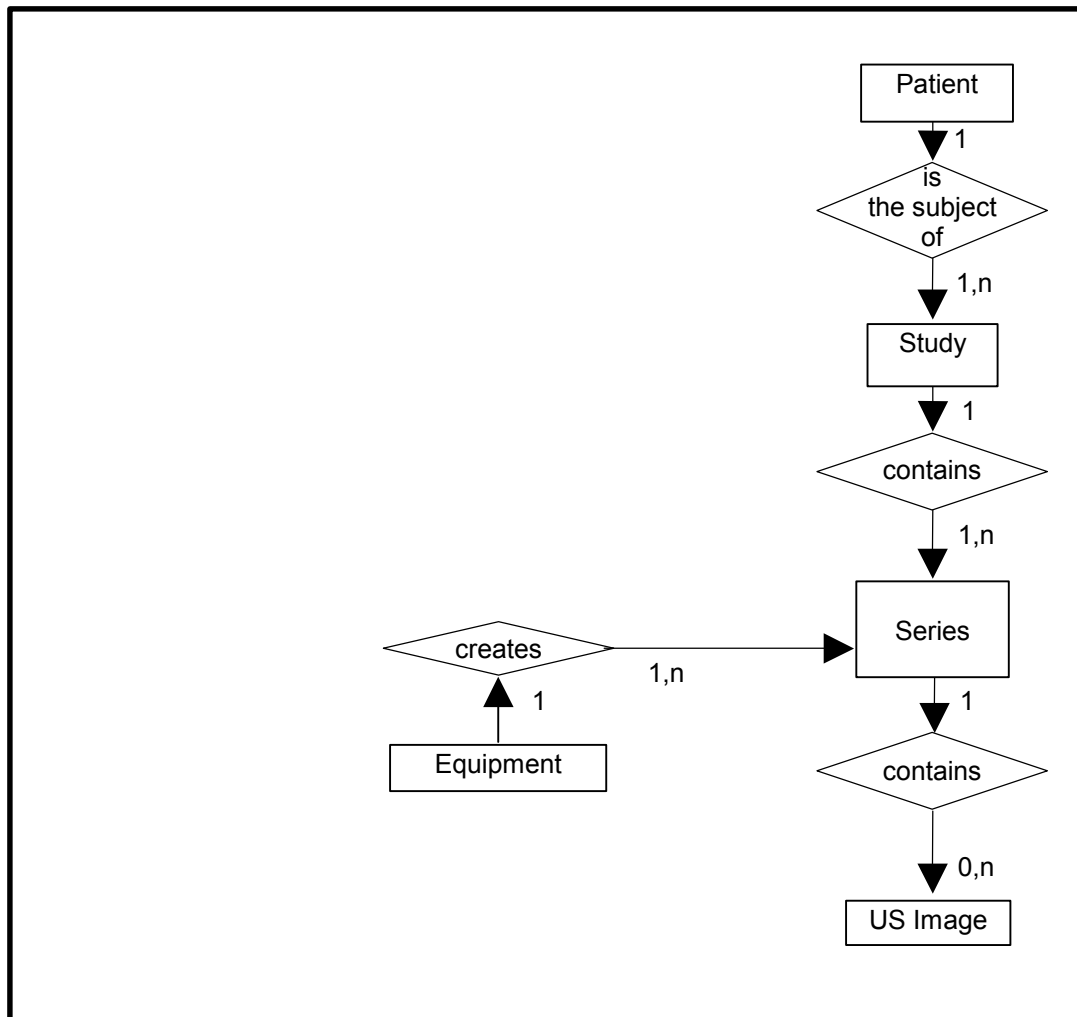 Patient
1
is
the subject
of
1,n
Study
1
contains
1,n
Series
creates
1,n
1
1
Equipment
contains
0,n
US Image